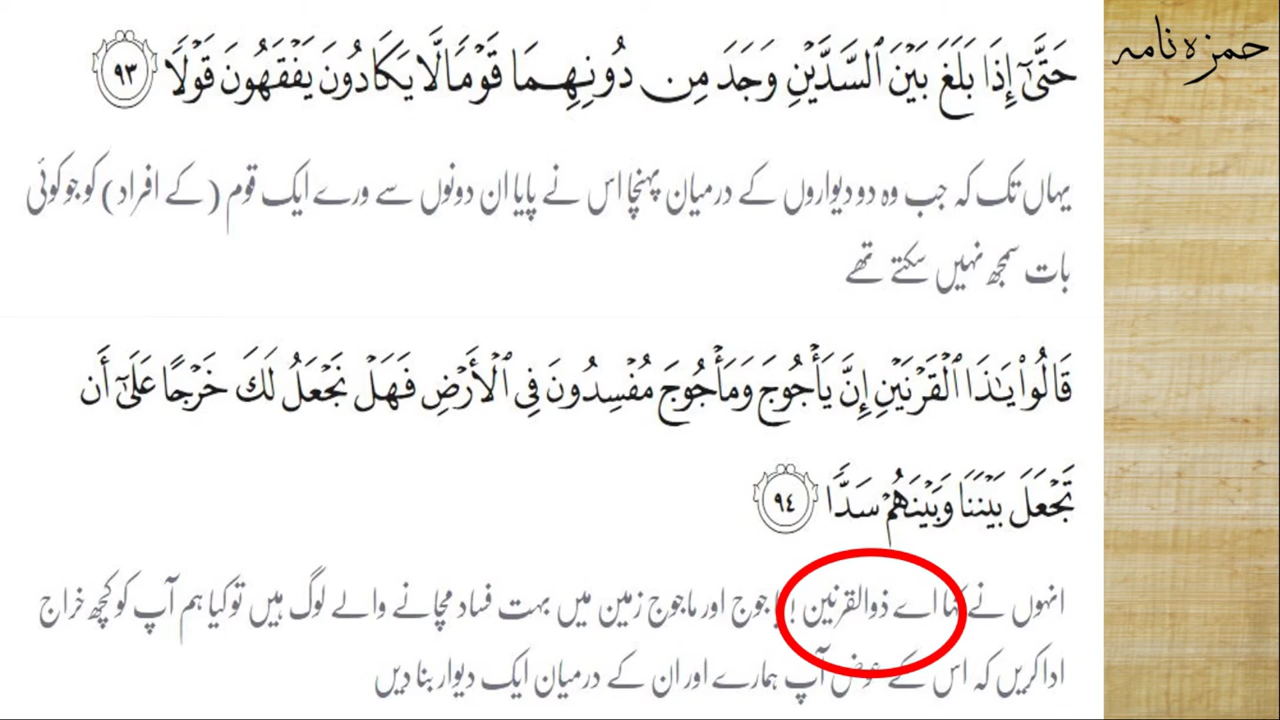 حمزہ نامہ
حَتَّىٰٓ إِذَا بَلَغَ بَيْنَ ٱلسَّدَّيْنِ وَجَدَ مِن دُونِهِمَا قَوْمًا لَّا يَكَادُونَ يَفْقَهُونَ قَوْلًا ٩٣
یہاں تک کہ جب وہ دو دیواروں کے درمیان پہنچا اس نے پایا ان دونوں سے ورے ایک قوم (کے افراد) کو جو کوئی
بات سمجھ نہیں سکتے تھے
قَالُوا۟ يَـٰذَا ٱلْقَرْنَيْنِ إِنَّ يَأْجُوجَ وَمَأْجُوجَ مُفْسِدُونَ فِى ٱلْأَرْضِ فَهَلْ نَجْعَلُ لَكَ خَرْجًا عَلَىٰٓ أَن
تَجْعَلَ بَيْنَنَا وَبَيْنَهُمْ سَدًّا ٩٤
انہوں نے کہا اے ذوالقرنین ! یاجوج اور ماجوج زمین میں بہت فساد مچانے والے لوگ ہیں تو کیا ہم آپ کو کچھ خراج
ادا کریں کہ اس کے عوض آپ ہمارے اور ان کے درمیان ایک دیوار بنا دیں